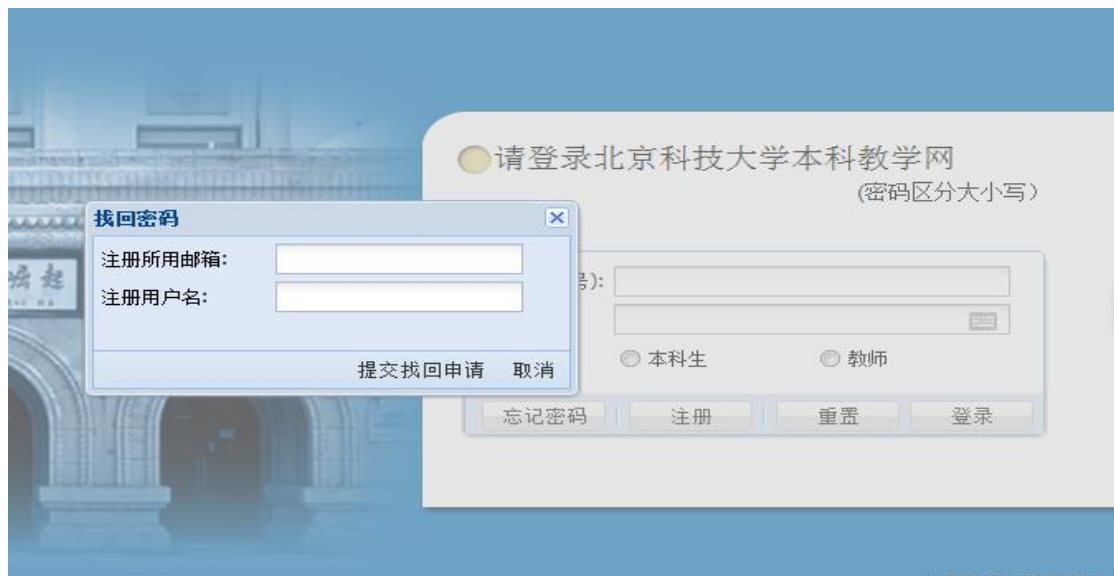 请登录北京科技大学本科教学网
(密码区分大小写)
找回密码
注册所用邮箱:
注册用户名:
提交找回申请 取消
崛起
号):
本科生 教师
忘记密码 注册 重置 登录